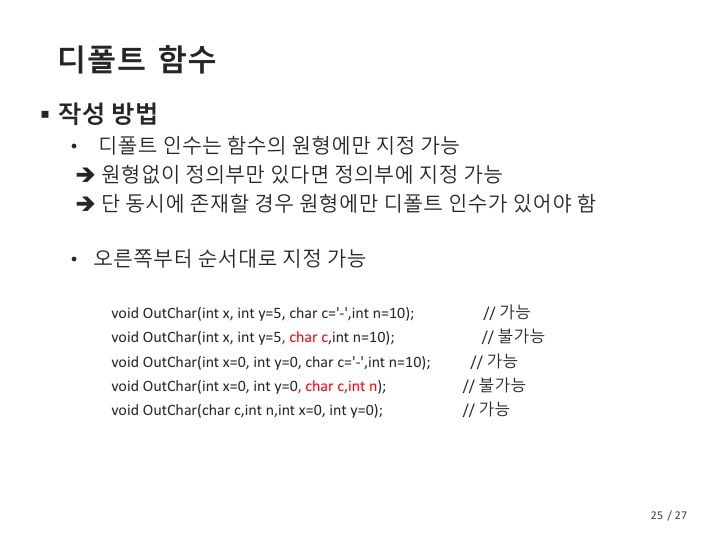 디폴트 함수
▪ 작성 방법
• 디폴트 인수는 함수의 원형에만 지정 가능
➔ 원형없이 정의부만 있다면 정의부에 지정 가능
➔ 단 동시에 존재할 경우 원형에만 디폴트 인수가 있어야 함
• 오른쪽부터 순서대로 지정 가능
void OutChar(int x, int y=5, char c='-',int n=10); // 가능
void OutChar(int x, int y=5, char c,int n=10); // 불가능
void OutChar(int x=0, int y=0, char c='-',int n=10); // 가능
void OutChar(int x=0, int y=0, char c,int n); // 불가능
void OutChar(char c,int n,int x=0, int y=0); // 가능
25 / 27